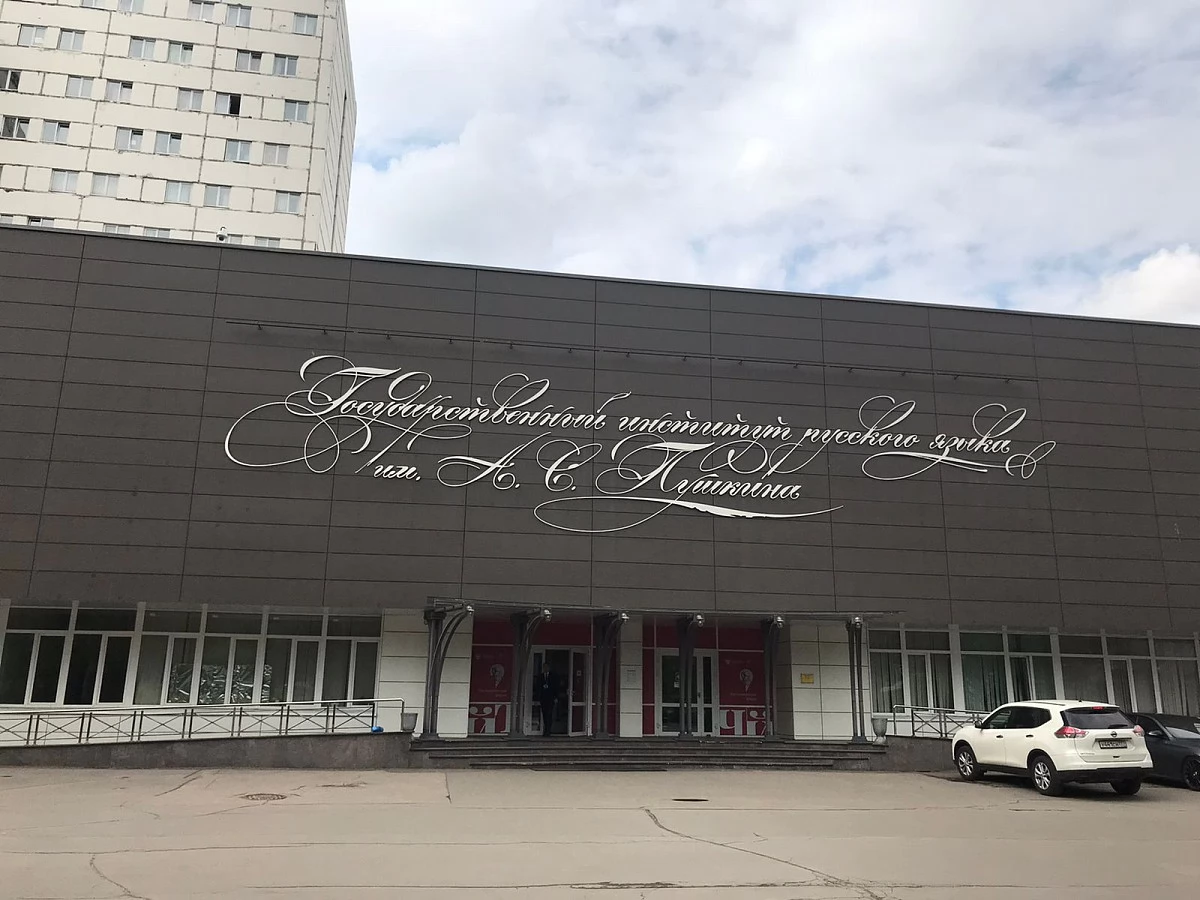 Государственный институт русского языка
им. А. С. Пушкина